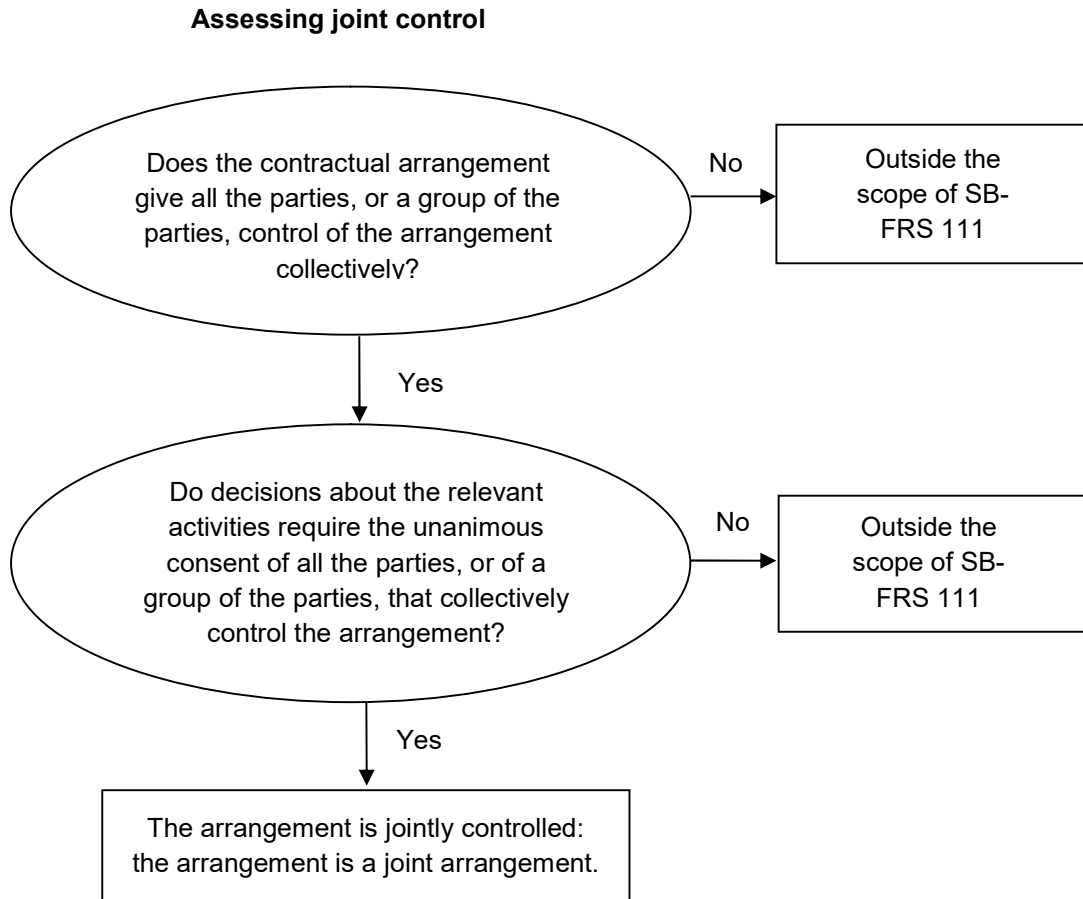 Assessing joint control
Does the contractual arrangement
give all the parties, or a group of the
parties, control of the arrangement
collectively?
No
Outside the
scope of SB-
FRS 111
Yes
Do decisions about the relevant
activities require the unanimous
consent of all the parties, or of a
group of the parties, that collectively
control the arrangement?
No
Outside the
scope of SB-
FRS 111
Yes
The arrangement is jointly controlled:
the arrangement is a joint arrangement.